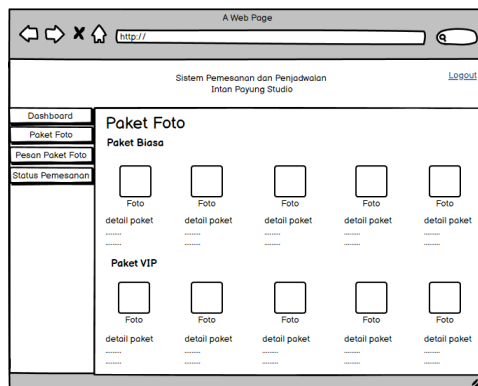 A Web Page
http://
Sistem Pemesanan dan Penjadwalan
Intan Payung Studio
Logout
Dashboard
Paket Foto
Pesan Paket Foto
Status Pemesanan
Paket Foto
Paket Biasa
Foto Foto Foto Foto Foto
detail paket detail paket detail paket detail paket detail paket
......... ......... ......... ......... .........
......... ......... ......... ......... .........
Paket VIP
Foto Foto Foto Foto Foto
detail paket detail paket detail paket detail paket detail paket
......... ......... ......... ......... .........
......... ......... ......... ......... .........